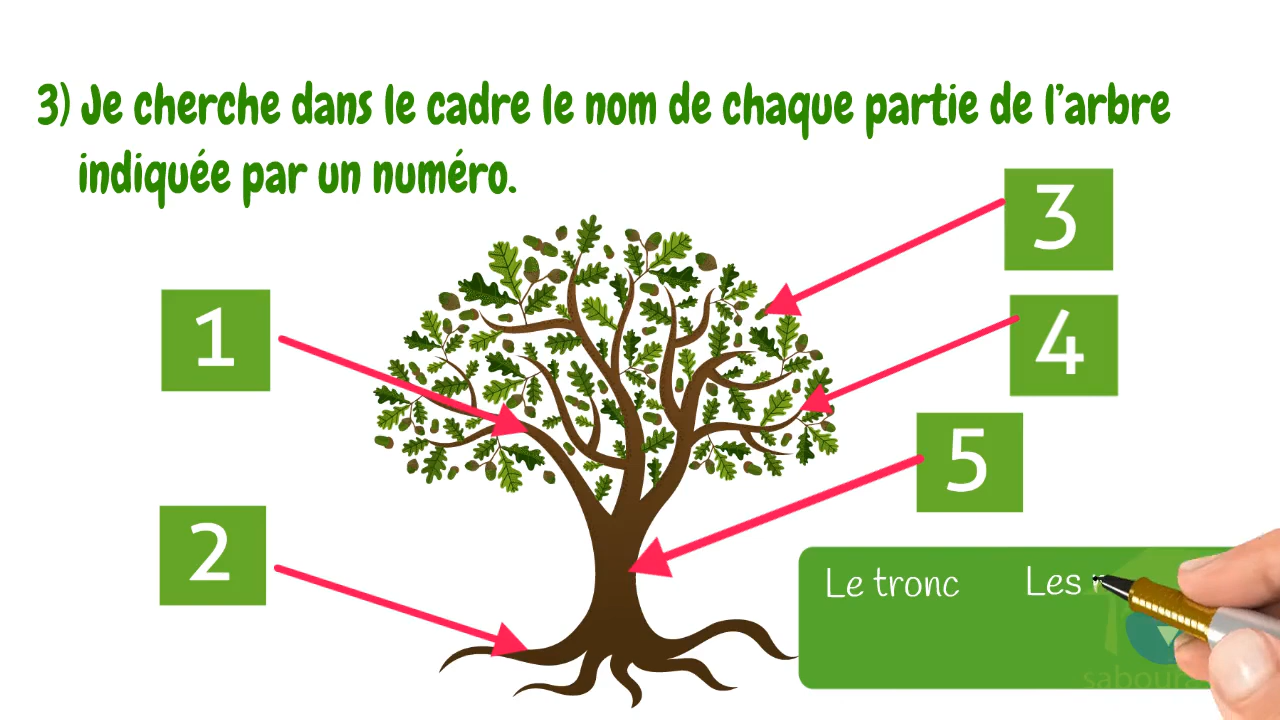 3) Je cherche dans le cadre le nom de chaque partie de l'arbre
indiquée par un numéro.
3
1
4
5
2
Le tronc Les